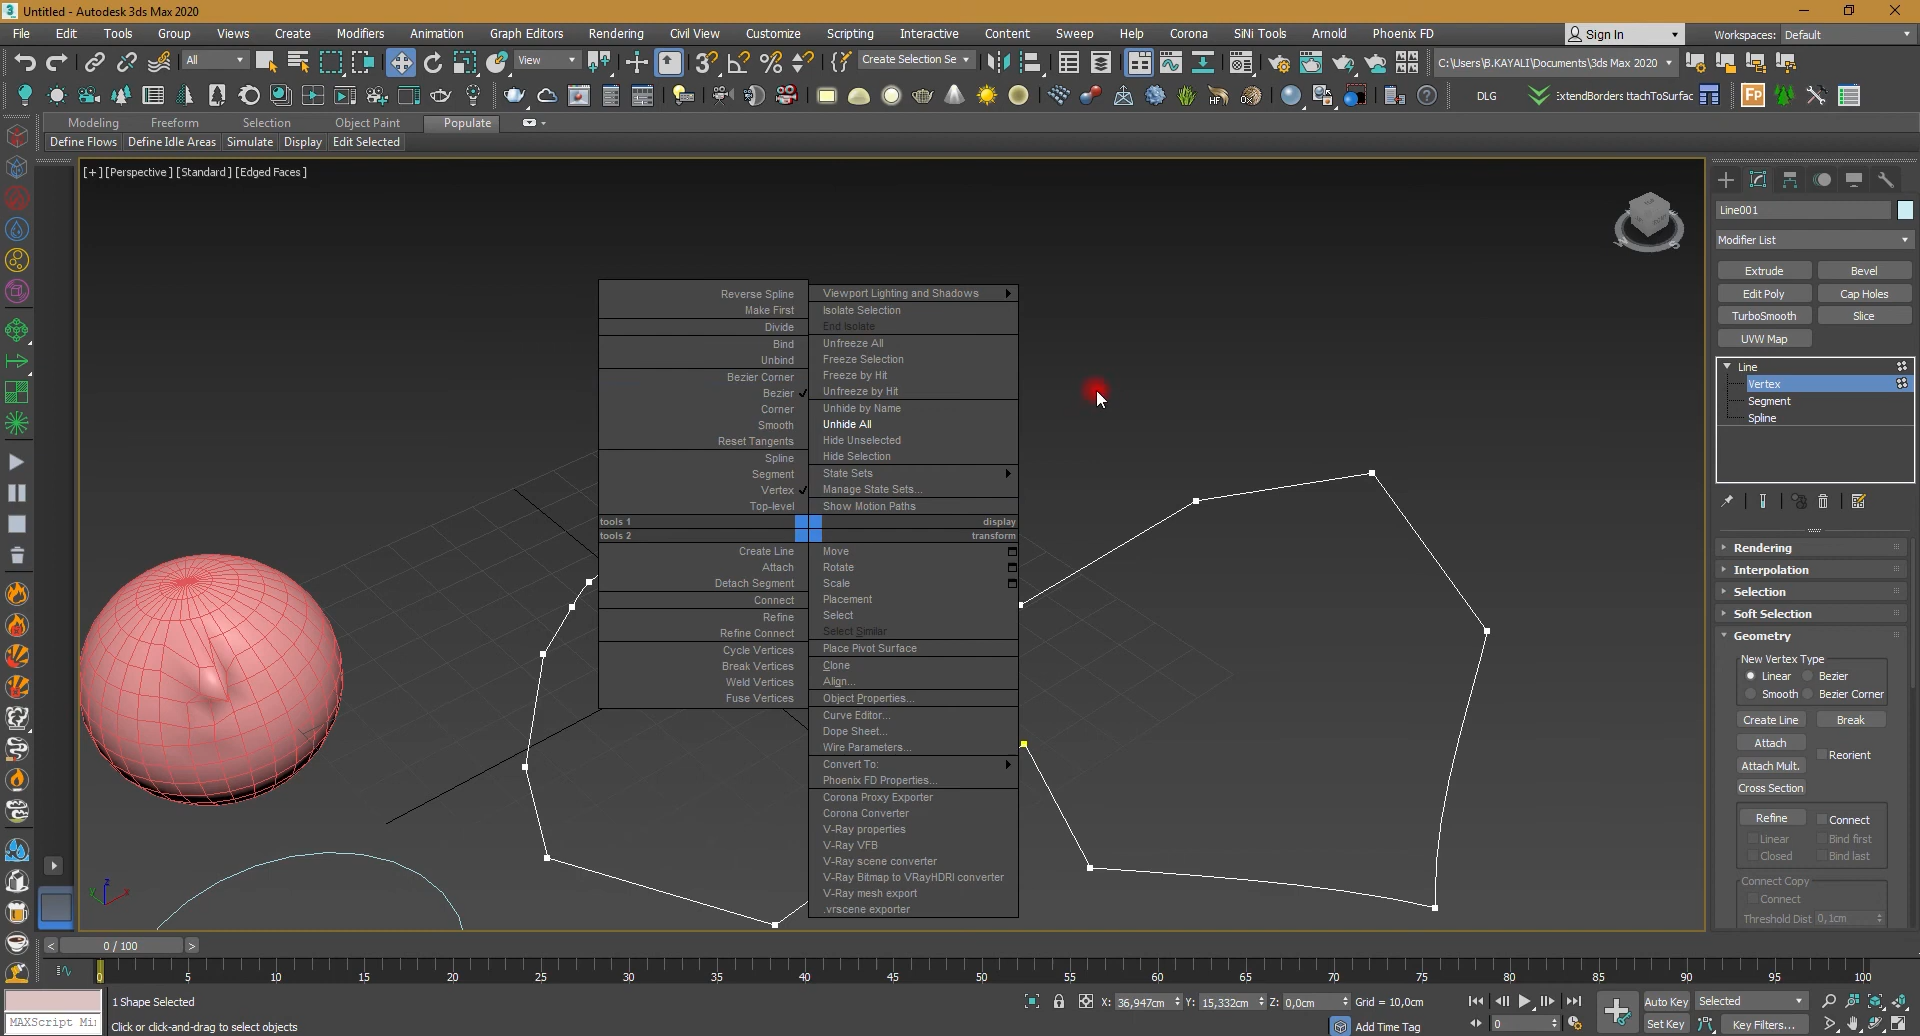 Untitled - Autodesk 3ds Max 2020
File Edit Tools Group Views Create Modifiers Animation Graph Editors Rendering Civil View Customize Scripting Interactive Content Sweep Help Corona SiNi Tools Arnold Phoenix FD Sign In Workspaces: Default
All View Create Selection Se C:\Users\B.KAYALI\Documents\3ds Max 2020
DLG ExtendBorders ttachToSurfac Fp
Modeling Freeform Selection Object Paint Populate
Define Flows Define Idle Areas Simulate Display Edit Selected
[+] [Perspective] [Standard] [Edged Faces]
Line001
Modifier List
Extrude Bevel
Edit Poly Cap Holes
TurboSmooth Slice
UVW Map
Line
Vertex
Segment
Spline
Reverse Spline
Make First
Divide
Bind
Unbind
Bezier Corner
Bezier
Corner
Smooth
Reset Tangents
Spline
Segment
Vertex
Top-level
tools 1
tools 2
Create Line
Attach
Detach Segment
Connect
Refine
Refine Connect
Cycle Vertices
Break Vertices
Weld Vertices
Fuse Vertices
Viewport Lighting and Shadows
Isolate Selection
End Isolate
Unfreeze All
Freeze Selection
Freeze by Hit
Unfreeze by Hit
Unhide by Name
Unhide All
Hide Unselected
Hide Selection
State Sets
Manage State Sets...
Show Motion Paths
display
transform
Move
Rotate
Scale
Placement
Select
Select Similar
Place Pivot Surface
Clone
Align...
Object Properties...
Curve Editor...
Dope Sheet...
Wire Parameters...
Convert To:
Phoenix FD Properties...
Corona Proxy Exporter
Corona Converter
V-Ray properties
V-Ray VFB
V-Ray scene converter
V-Ray Bitmap to VRayHDRI converter
V-Ray mesh export
.vrscene exporter
Rendering
Interpolation
Selection
Soft Selection
Geometry
New Vertex Type
Linear Bezier
Smooth Bezier Corner
Create Line Break
Attach
Reorient
Attach Mult.
Cross Section
Refine Connect
Linear Bind first
Closed Bind last
Connect Copy
Connect
Threshold Dist 0,1cm
z
y x
< 0 / 100 >
0 5 10 15 20 25 30 35 40 45 50 55 60 65 70 75 80 85 90 95 100
1 Shape Selected
X: 36,947cm Y: 15,332cm Z: 0,0cm Grid = 10,0cm
Auto Key Selected
MAXScript Mi
Click or click-and-drag to select objects
Add Time Tag
0
Set Key Key Filters...